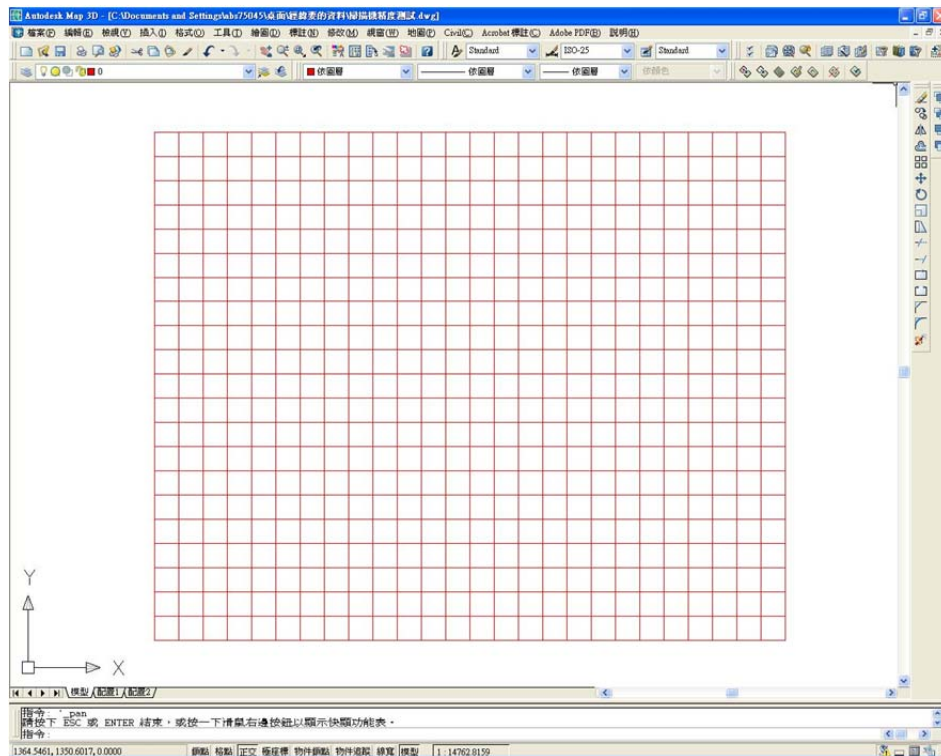 Autodesk Map 3D - [C:\Documents and Settings\abs75045\桌面\經緯要的資料\掃描機精度測試.dwg]
檔案(F) 編輯(E) 檢視(V) 插入(I) 格式(O) 工具(T) 繪圖(D) 標註(N) 修改(M) 視窗(W) 地圖(P) Civil(C) Acrobat 標註(C) Adobe PDF(B) 說明(H)
Standard ISO-25 Standard
0 依圖層 依圖層 依圖層 依顏色
Y
X
模型 配置1 配置2
指令: '_pan
請按下 ESC 或 ENTER 結束，或按一下滑鼠右邊按鈕以顯示快顯功能表。
指令:
1364.5461, 1350.6017, 0.0000 鎖點 格點 正交 極座標 物件鎖點 物件追蹤 線寬 模型 1 : 14762.8159